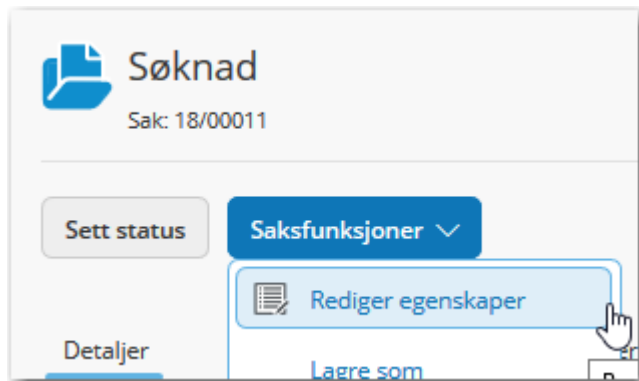 Søknad
Sak: 18/00011
Sett status
Saksfunksjoner
Rediger egenskaper
Detaljer
Lagre som